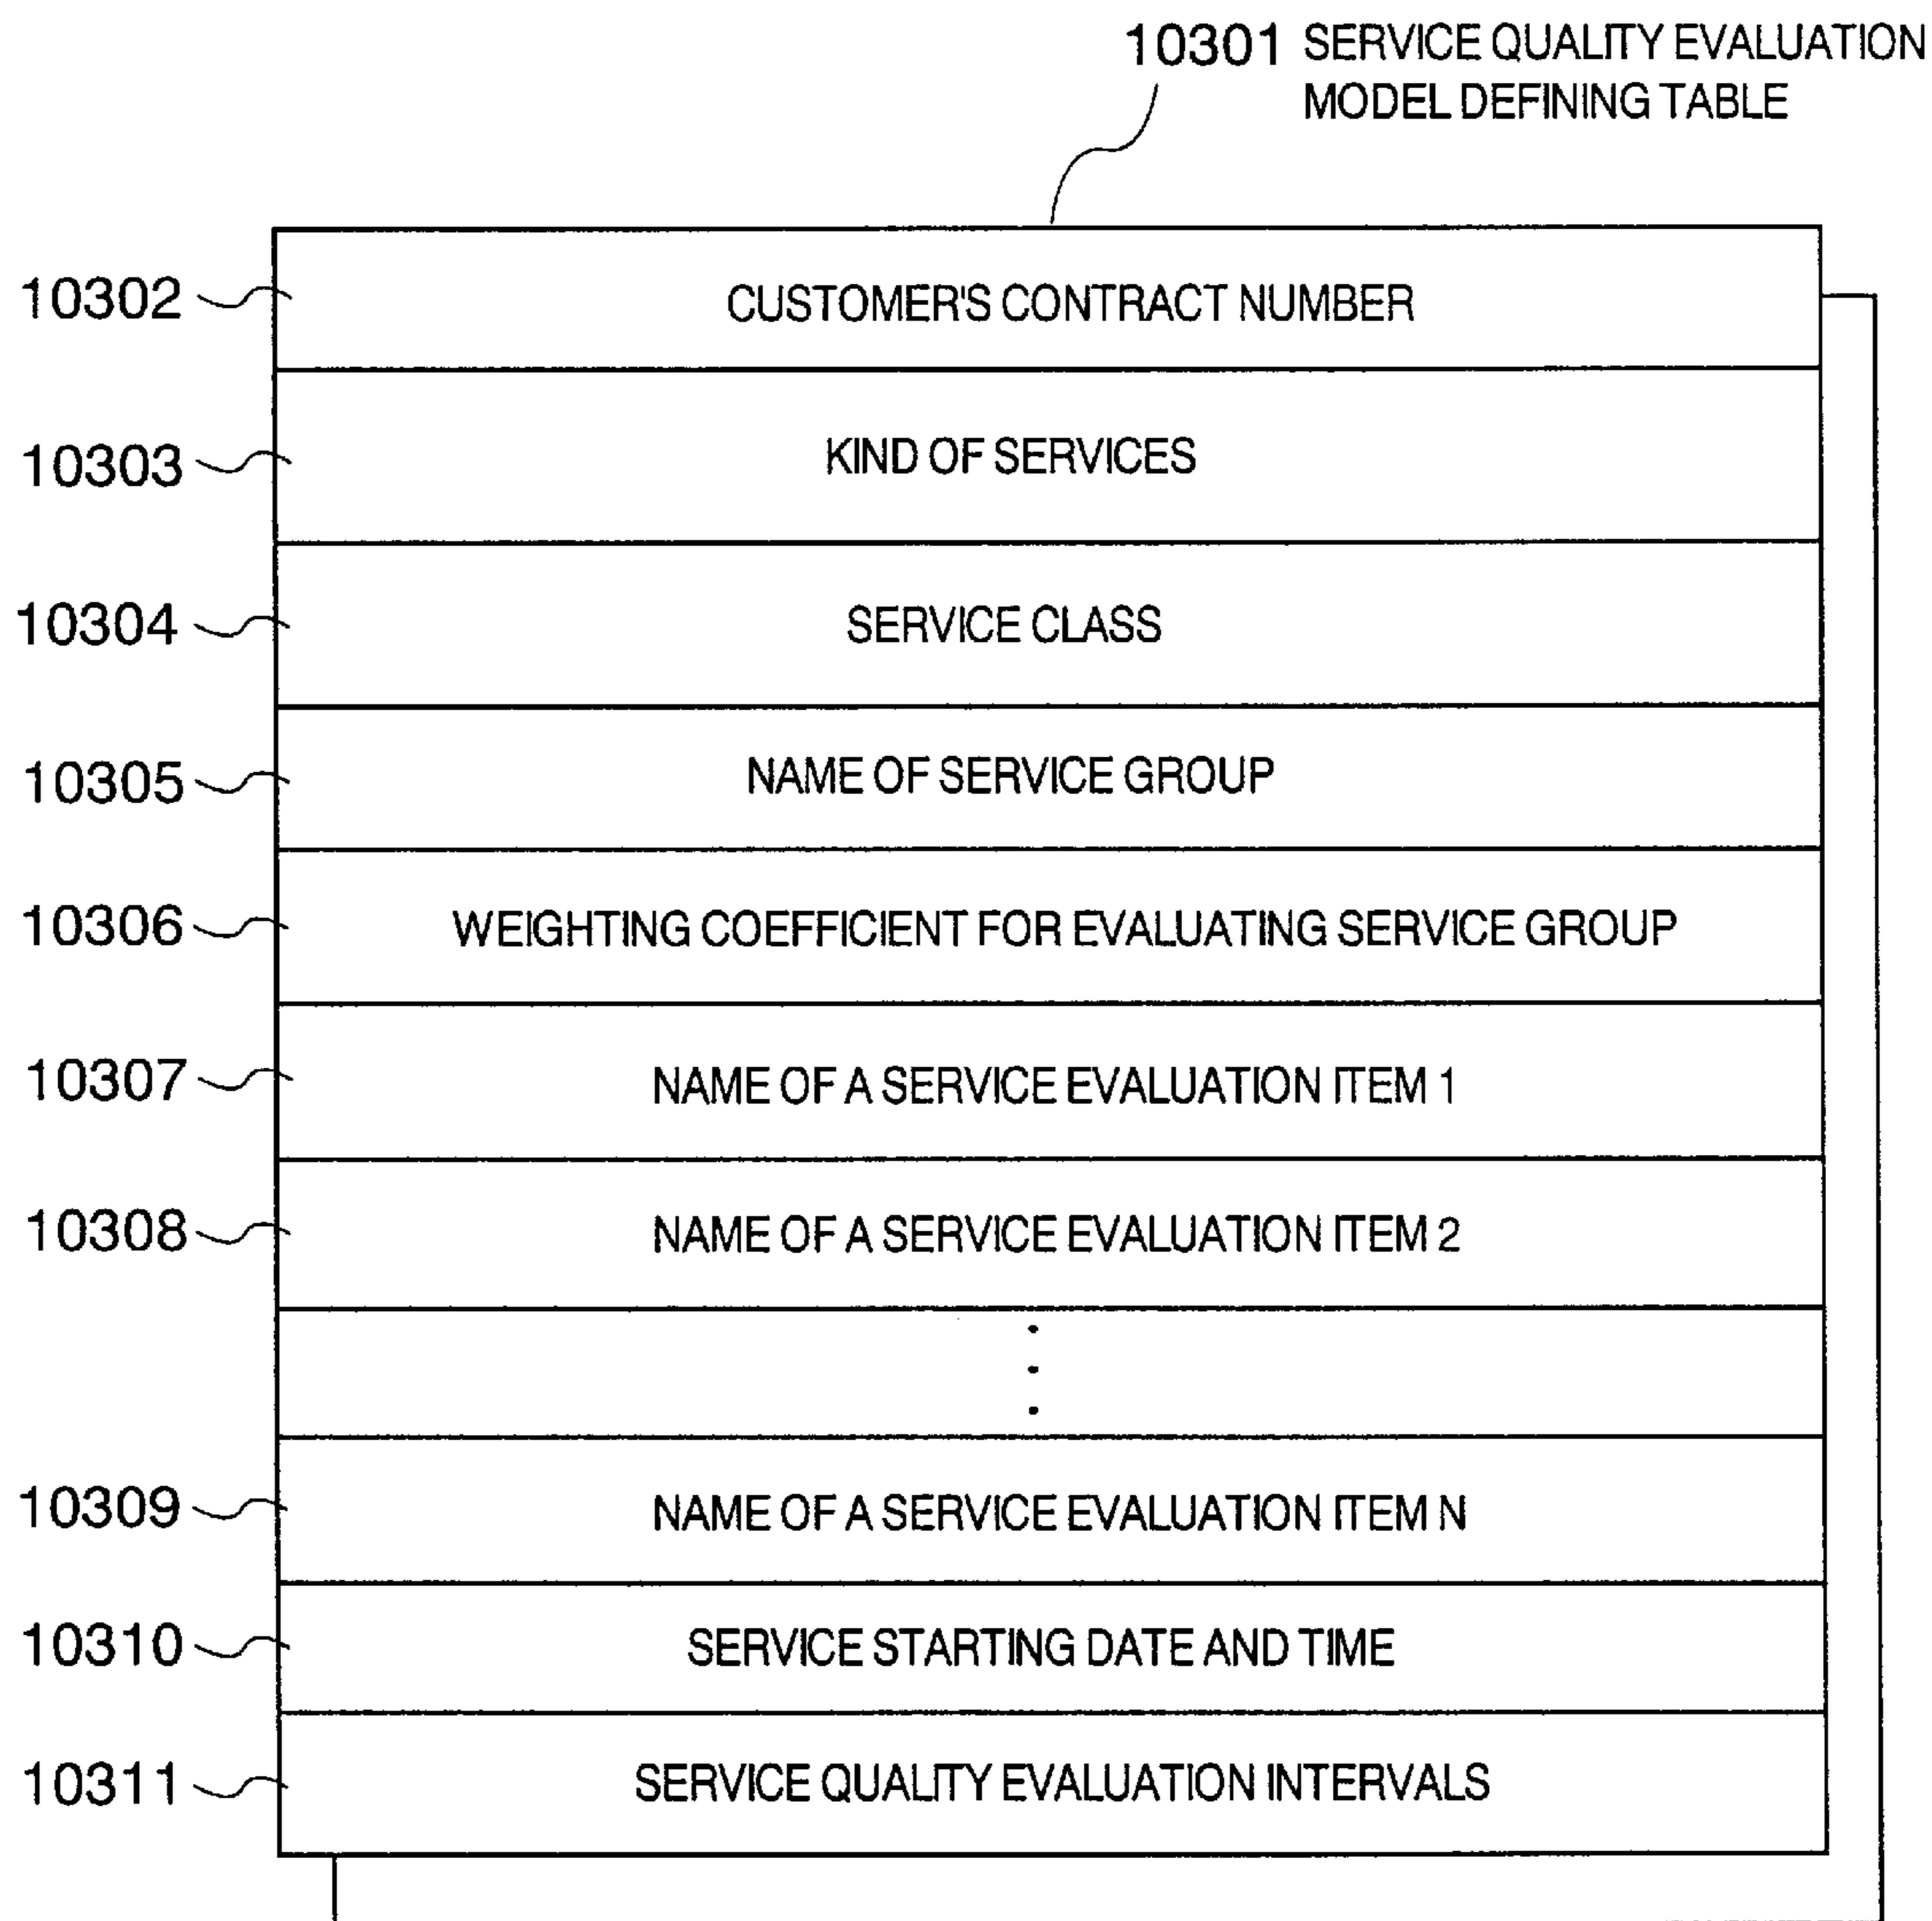 10301 SERVICE QUALITY EVALUATION
MODEL DEFINING TABLE
10302 CUSTOMER'S CONTRACT NUMBER
10303 KIND OF SERVICES
10304 SERVICE CLASS
10305 NAME OF SERVICE GROUP
10306 WEIGHTING COEFFICIENT FOR EVALUATING SERVICE GROUP
10307 NAME OF A SERVICE EVALUATION ITEM 1
10308 NAME OF A SERVICE EVALUATION ITEM 2
10309 NAME OF A SERVICE EVALUATION ITEM N
10310 SERVICE STARTING DATE AND TIME
10311 SERVICE QUALITY EVALUATION INTERVALS